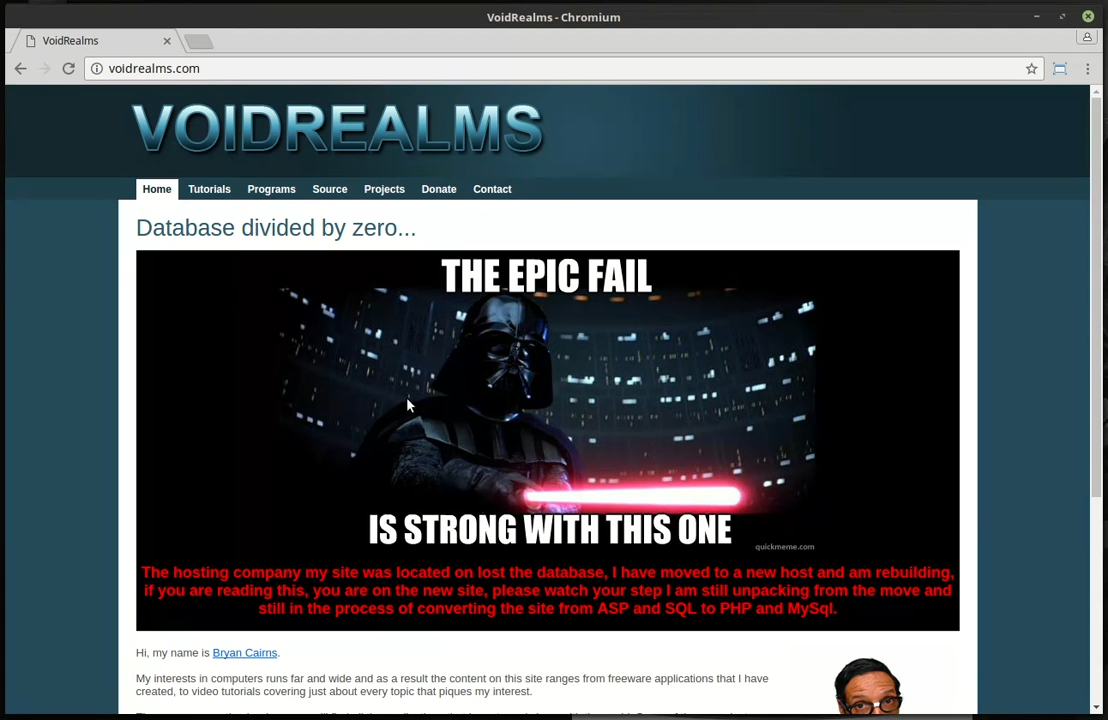 VoidRealms - Chromium
VoidRealms
voidrealms.com
VOIDREALMS
Home Tutorials Programs Source Projects Donate Contact
Database divided by zero...
THE EPIC FAIL
IS STRONG WITH THIS ONE
quickmeme.com
The hosting company my site was located on lost the database, I have moved to a new host and am rebuilding,
if you are reading this, you are on the new site, please watch your step I am still unpacking from the move and
still in the process of converting the site from ASP and SQL to PHP and MySql.
Hi, my name is Bryan Cairns.
My interests in computers runs far and wide and as a result the content on this site ranges from freeware applications that I have
created, to video tutorials covering just about every topic that piques my interest.